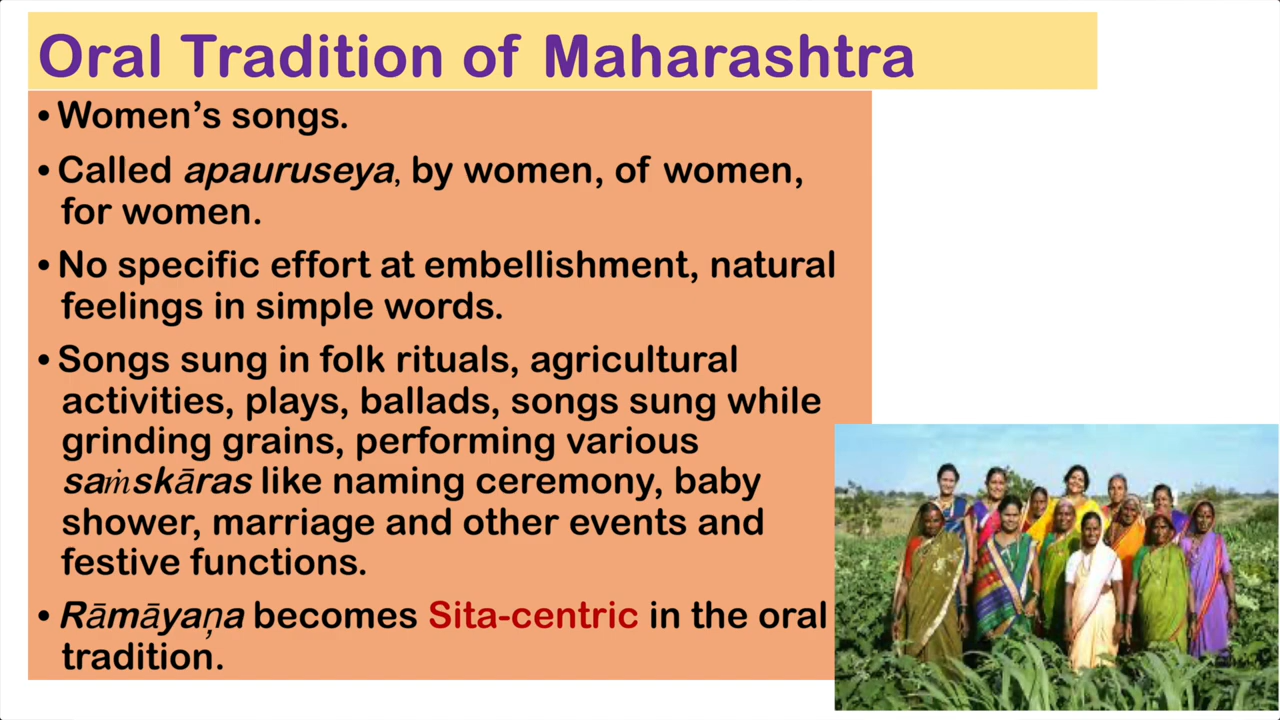 Oral Tradition of Maharashtra
• Women’s songs.
• Called apauruseya, by women, of women,
for women.
• No specific effort at embellishment, natural
feelings in simple words.
• Songs sung in folk rituals, agricultural
activities, plays, ballads, songs sung while
grinding grains, performing various
saṁskāras like naming ceremony, baby
shower, marriage and other events and
festive functions.
• Rāmāyaṇa becomes Sita-centric in the oral
tradition.